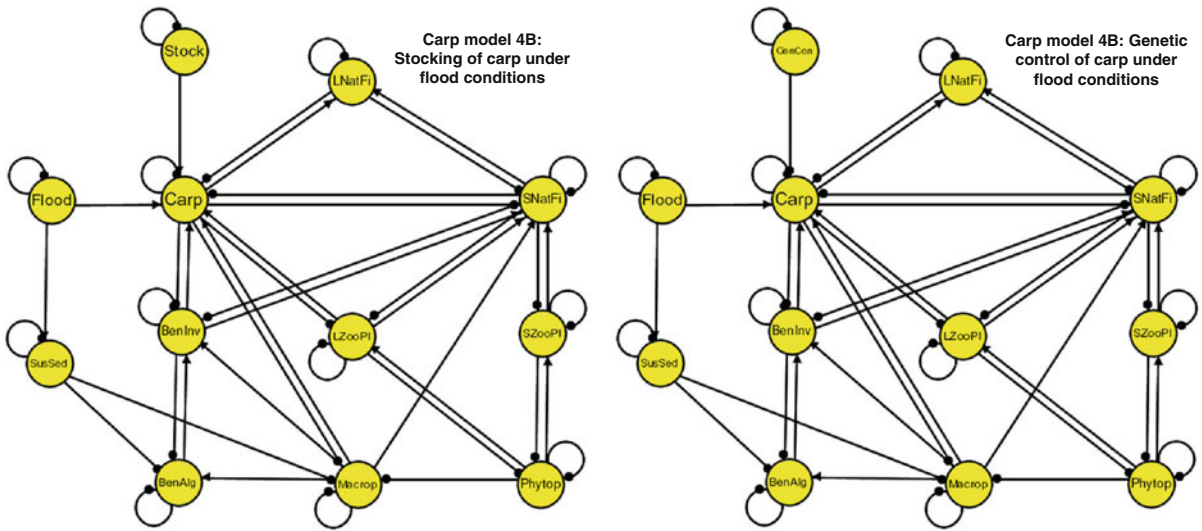 Carp model 4B:
Stocking of carp under
flood conditions
Stock
LNatFi
Flood
Carp
SNatFi
BenInv
LZooPl
SZooPl
SusSed
BenAlg
Macrop
Phytop
Carp model 4B: Genetic
control of carp under
flood conditions
GenCon
LNatFi
Flood
Carp
SNatFi
BenInv
LZooPl
SZooPl
SusSed
BenAlg
Macrop
Phytop